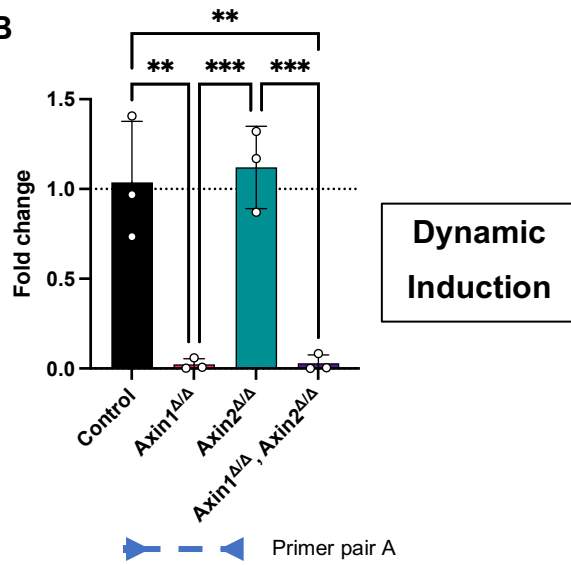 B
**
** *** ***
1.5
1.0
0.5
0.0
Fold change
Control
Axin1Δ/Δ
Axin2Δ/Δ
Axin1Δ/Δ, Axin2Δ/Δ
Dynamic
Induction
Primer pair A